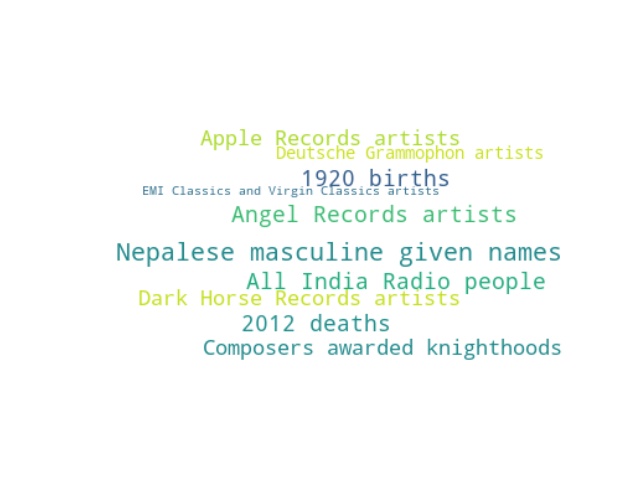 Apple Records artists
Deutsche Grammophon artists
1920 births
EMI Classics and Virgin Classics artists
Angel Records artists
Nepalese masculine given names
All India Radio people
Dark Horse Records artists
2012 deaths
Composers awarded knighthoods